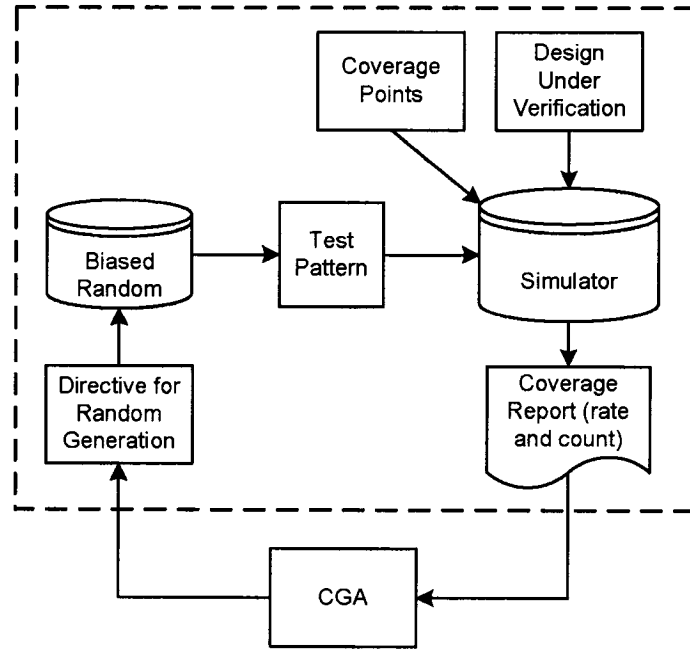 Coverage
Points
Design
Under
Verification
Biased
Random
Test
Pattern
Simulator
Directive for
Random
Generation
Coverage
Report (rate
and count)
CGA